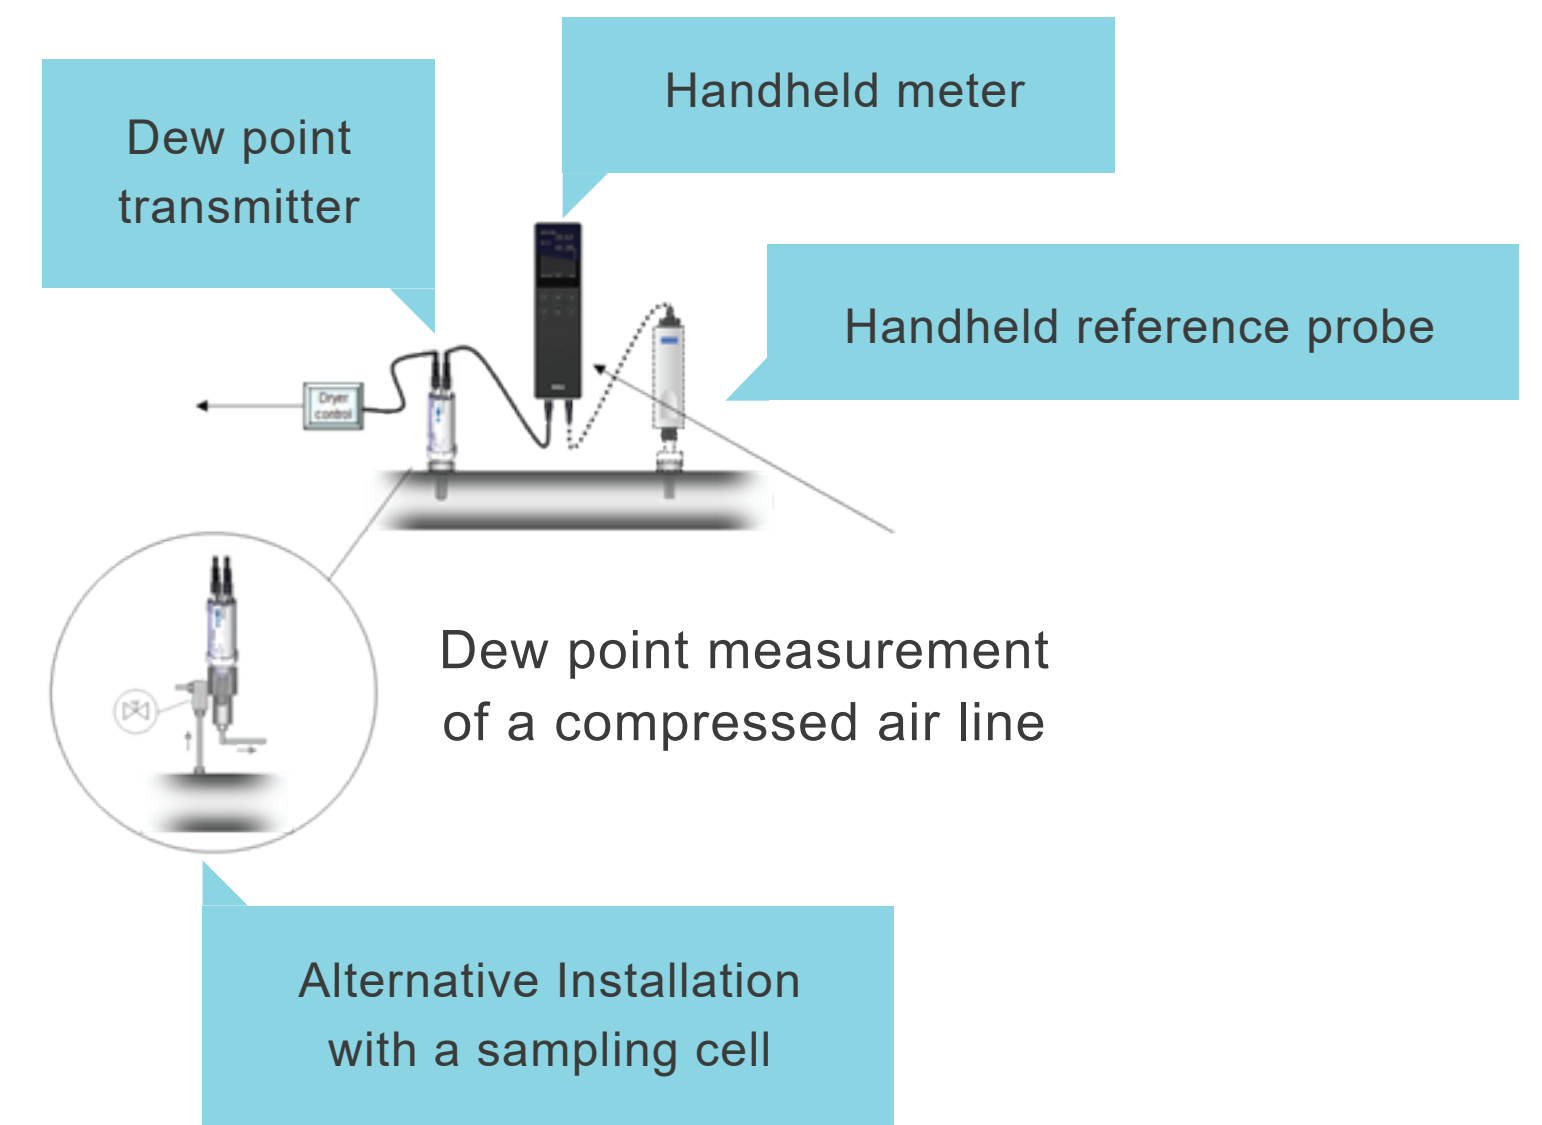 Handheld meter
Dew point
transmitter
Handheld reference probe
Dryer
control
Dew point measurement
of a compressed air line
Alternative Installation
with a sampling cell